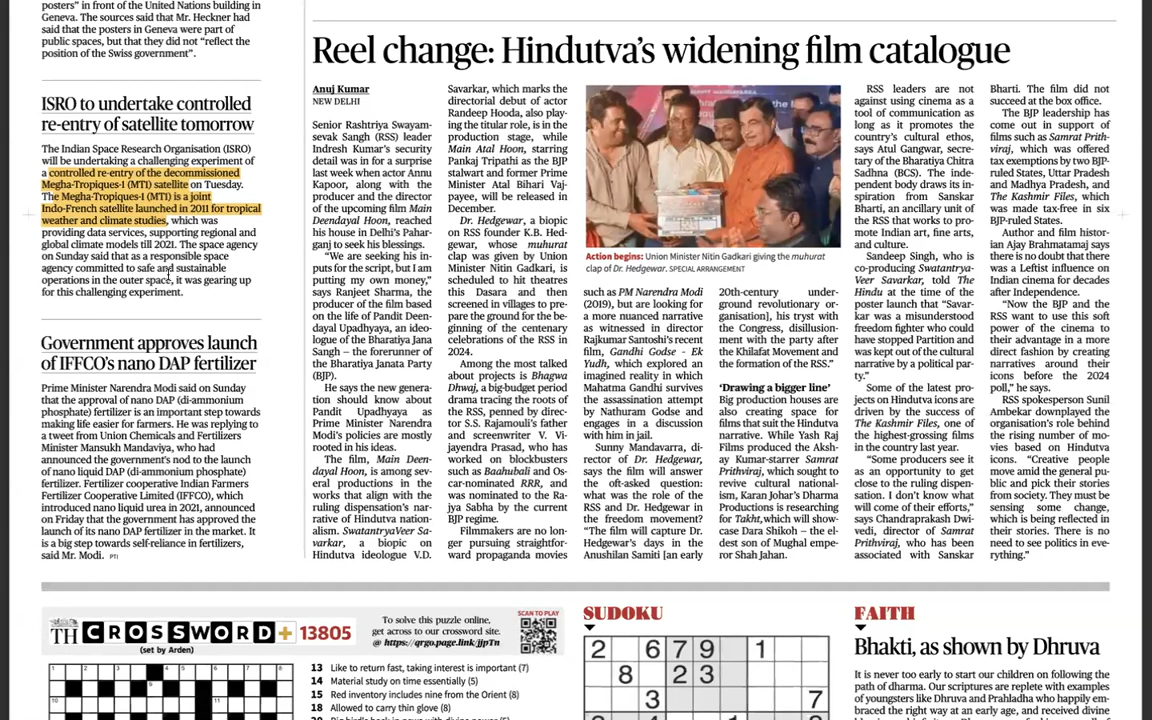 posters” in front of the United Nations building in
Geneva. The sources said that Mr. Heckner had
said that the posters in Geneva were part of
public spaces, but that they did not “reflect the
position of the Swiss government”.
ISRO to undertake controlled
re-entry of satellite tomorrow
The Indian Space Research Organisation (ISRO)
will be undertaking a challenging experiment of
a controlled re-entry of the decommissioned
Megha-Tropiques-I (MTI) satellite on Tuesday.
The Megha-Tropiques-I (MTI) is a joint
Indo-French satellite launched in 2011 for tropical
weather and climate studies, which was
providing data services, supporting regional and
global climate models till 2021. The space agency
on Sunday said that as a responsible space
agency committed to safe and sustainable
operations in the outer space, it was gearing up
for this challenging experiment.
Government approves launch
of IFFCO’s nano DAP fertilizer
Prime Minister Narendra Modi said on Sunday
that the approval of nano DAP (di-ammonium
phosphate) fertilizer is an important step towards
making life easier for farmers. He was replying to
a tweet from Union Chemicals and Fertilizers
Minister Mansukh Mandaviya, who had
announced the government’s nod to the launch
of nano liquid DAP (di-ammonium phosphate)
fertilizer. Fertilizer cooperative Indian Farmers
Fertilizer Cooperative Limited (IFFCO), which
introduced nano liquid urea in 2021, announced
on Friday that the government has approved the
launch of its nano DAP fertilizer in the market. It
is a big step towards self-reliance in fertilizers,
said Mr. Modi. PTI
Reel change: Hindutva’s widening film catalogue
Anuj Kumar
NEW DELHI
Senior Rashtriya Swayam-
sevak Sangh (RSS) leader
Indresh Kumar’s security
detail was in for a surprise
last week when actor Annu
Kapoor, along with the
producer and the director
of the upcoming film Main
Deendayal Hoon, reached
his house in Delhi’s Pahar-
ganj to seek his blessings.
“We are seeking his in-
puts for the script, but I am
putting my own money,”
says Ranjeet Sharma, the
producer of the film based
on the life of Pandit Deen-
dayal Upadhyaya, an ideo-
logue of the Bharatiya Jana
Sangh – the forerunner of
the Bharatiya Janata Party
(BJP).
He says the new genera-
tion should know about
Pandit Upadhyaya as
Prime Minister Narendra
Modi’s policies are mostly
rooted in his ideas.
The film, Main Deen-
dayal Hoon, is among sev-
eral productions in the
works that align with the
ruling dispensation’s nar-
rative of Hindutva nation-
alism. SwatantryaVeer Sa-
varkar, a biopic on
Hindutva ideologue V.D.
Savarkar, which marks the
directorial debut of actor
Randeep Hooda, also play-
ing the titular role, is in the
production stage, while
Main Atal Hoon, starring
Pankaj Tripathi as the BJP
stalwart and former Prime
Minister Atal Bihari Vaj-
payee, will be released in
December.
Dr. Hedgewar, a biopic
on RSS founder K.B. Hed-
gewar, whose muhurat
clap was given by Union
Minister Nitin Gadkari, is
scheduled to hit theatres
this Dasara and then
screened in villages to pre-
pare the ground for the be-
ginning of the centenary
celebrations of the RSS in
2024.
Among the most talked
about projects is Bhagwa
Dhwaj, a big-budget period
drama tracing the roots of
the RSS, penned by direc-
tor S.S. Rajamouli’s father
and screenwriter V. Vi-
jayendra Prasad, who has
worked on blockbusters
such as Baahubali and Os-
car-nominated RRR, and
was nominated to the Ra-
jya Sabha by the current
BJP regime.
Filmmakers are no lon-
ger pursuing straightfor-
ward propaganda movies
Action begins: Union Minister Nitin Gadkari giving the muhurat
clap of Dr. Hedgewar. SPECIAL ARRANGEMENT
such as PM Narendra Modi
(2019), but are looking for
a more nuanced narrative
as witnessed in director
Rajkumar Santoshi’s recent
film, Gandhi Godse - Ek
Yudh, which explored an
imagined reality in which
Mahatma Gandhi survives
the assassination attempt
by Nathuram Godse and
engages in a discussion
with him in jail.
Sunny Mandavarra, di-
rector of Dr. Hedgewar,
says the film will answer
the oft-asked question:
what was the role of the
RSS and Dr. Hedgewar in
the freedom movement?
“The film will capture Dr.
Hedgewar’s days in the
Anushilan Samiti [an early
20th-century under-
ground revolutionary or-
ganisation], his tryst with
the Congress, disillusion-
ment with the party after
the Khilafat Movement and
the formation of the RSS.”
‘Drawing a bigger line’
Big production houses are
also creating space for
films that suit the Hindutva
narrative. While Yash Raj
Films produced the Aksh-
ay Kumar-starrer Samrat
Prithviraj, which sought to
revive cultural national-
ism, Karan Johar’s Dharma
Productions is researching
for Takht, which will show-
case Dara Shikoh – the el-
dest son of Mughal empe-
ror Shah Jahan.
RSS leaders are not
against using cinema as a
tool of communication as
long as it promotes the
country’s cultural ethos,
says Atul Gangwar, secre-
tary of the Bharatiya Chitra
Sadhna (BCS). The inde-
pendent body draws its in-
spiration from Sanskar
Bharti, an ancillary unit of
the RSS that works to pro-
mote Indian art, fine arts,
and culture.
Sandeep Singh, who is
co-producing Swatantrya-
Veer Savarkar, told The
Hindu at the time of the
poster launch that “Savar-
kar was a misunderstood
freedom fighter who could
have stopped Partition and
was kept out of the cultural
narrative by a political par-
ty.”
Some of the latest pro-
jects on Hindutva icons are
driven by the success of
The Kashmir Files, one of
the highest-grossing films
in the country last year.
“Some producers see it
as an opportunity to get
close to the ruling dispen-
sation. I don’t know what
will come of their efforts,”
says Chandraprakash Dwi-
vedi, director of Samrat
Prithviraj, who has been
associated with Sanskar
Bharti. The film did not
succeed at the box office.
The BJP leadership has
come out in support of
films such as Samrat Prith-
viraj, which was offered
tax exemptions by two BJP-
ruled States, Uttar Pradesh
and Madhya Pradesh, and
The Kashmir Files, which
was made tax-free in six
BJP-ruled States.
Author and film histor-
ian Ajay Brahmatamaj says
there is no doubt that there
was a Leftist influence on
Indian cinema for decades
after Independence.
“Now the BJP and the
RSS want to use this soft
power of the cinema to
their advantage in a more
direct fashion by creating
narratives around their
icons before the 2024
poll,” he says.
RSS spokesperson Sunil
Ambekar downplayed the
organisation’s role behind
the rising number of mo-
vies based on Hindutva
icons. “Creative people
move amid the general pu-
blic and pick their stories
from society. They must be
sensing some change,
which is being reflected in
their stories. There is no
need to see politics in eve-
rything.”
TH CROSSWORD+ 13805
(set by Arden)
To solve this puzzle online,
get across to our crossword site.
@ https://qrgo.page.link/jjpTn
SCAN TO PLAY
1 2 3 4 5 6 7 8
9
11
13 Like to return fast, taking interest is important (7)
14 Material on time essentially (5)
15 Red inventory includes nine from the Orient (8)
18 Allowed to carry thin glove (8)
SUDOKU
2 6 7 9 1
8 2 3
3 7
FAITH
Bhakti, as shown by Dhruva
It is never too early to start our children on following the
path of dharma. Our scriptures are replete with examples
of youngsters like Dhruva and Prahladha who happily em-
braced the right way at an early age, and received divine